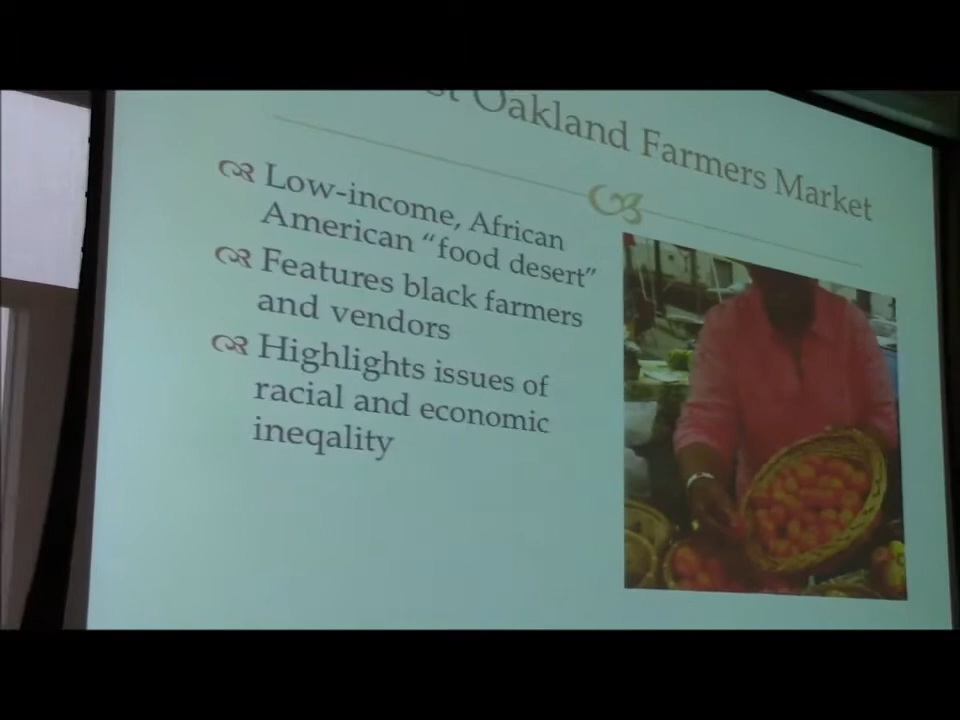 Oakland Farmers Market
Low-income, African
American “food desert”
Features black farmers
and vendors
Highlights issues of
racial and economic
ineqality